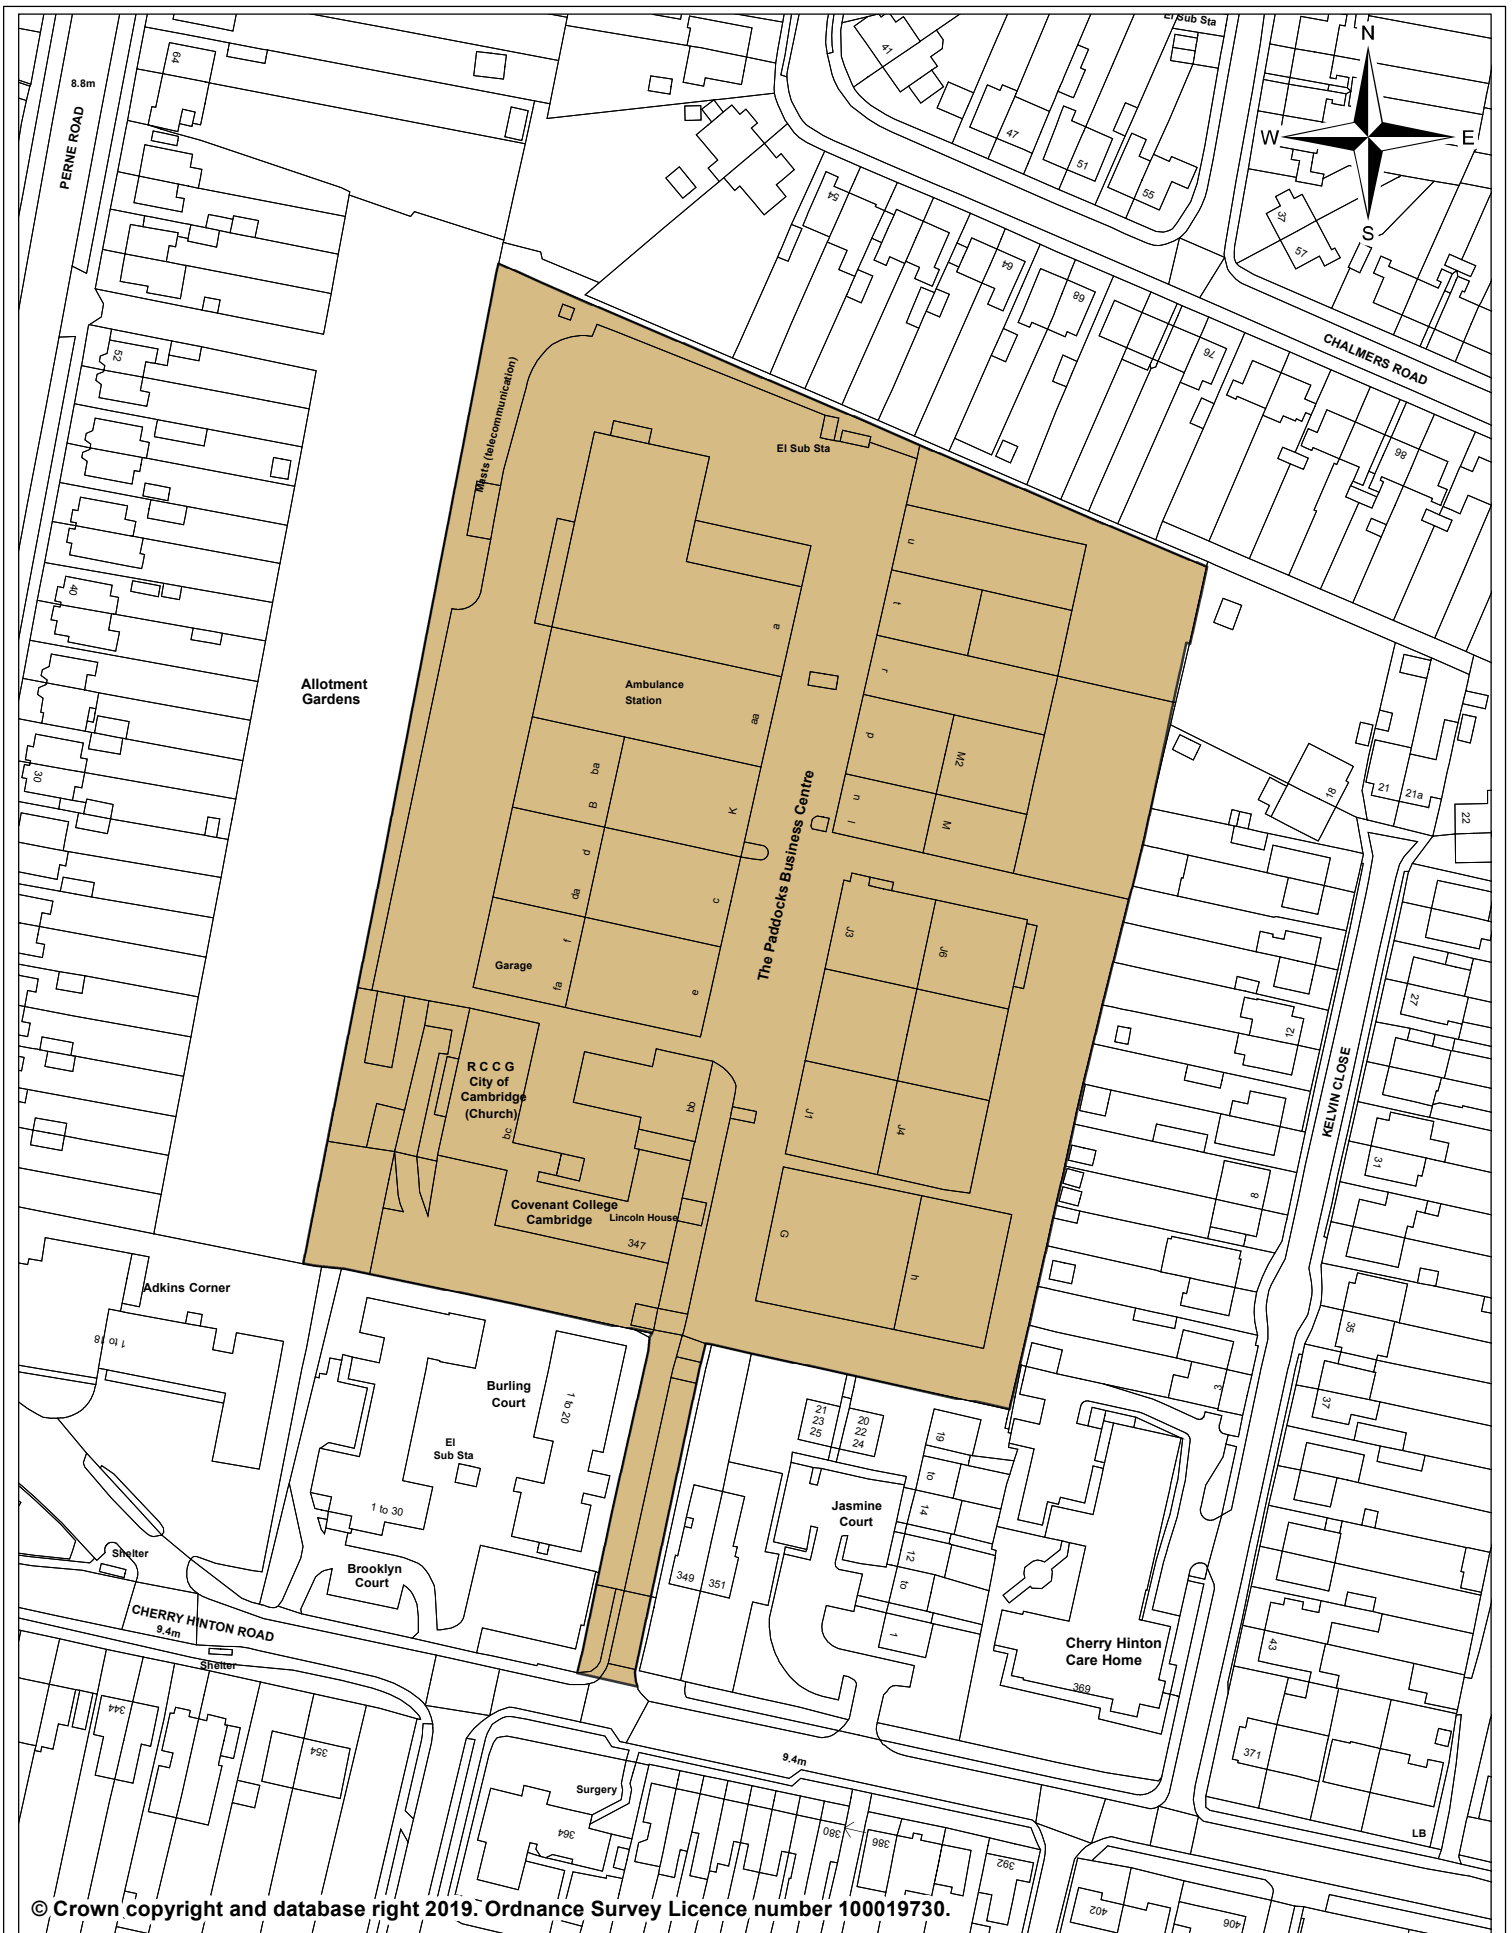 El Sub Sta
N
W
E
S
64
8.8m
PERNE ROAD
41
47
51
55
37
57
54
64
68
76
86
CHALMERS ROAD
52
Masts (telecommunication)
El Sub Sta
40
u
t
a
r
Allotment
Gardens
Ambulance
Station
aa
p
M2
ba
B
K
n
l
M
30
18
21
21a
22
The Paddocks Business Centre
d
da
c
J3
J6
f
Garage
fa
e
27
12
KELVIN CLOSE
R C C G
City of
Cambridge
(Church)
bc
bb
J1
J4
31
8
Covenant College
Cambridge
Lincoln House
347
G
h
Adkins Corner
1 to 18
35
3
37
Burling
Court
1 to 20
21
23
25
20
22
24
19
to
14
El
Sub Sta
1 to 30
Jasmine
Court
12
to
1
Shelter
Brooklyn
Court
349
351
CHERRY HINTON ROAD
9.4m
Shelter
Cherry Hinton
Care Home
369
43
371
344
354
9.4m
Surgery
364
380
386
392
LB
402
406
© Crown copyright and database right 2019. Ordnance Survey Licence number 100019730.